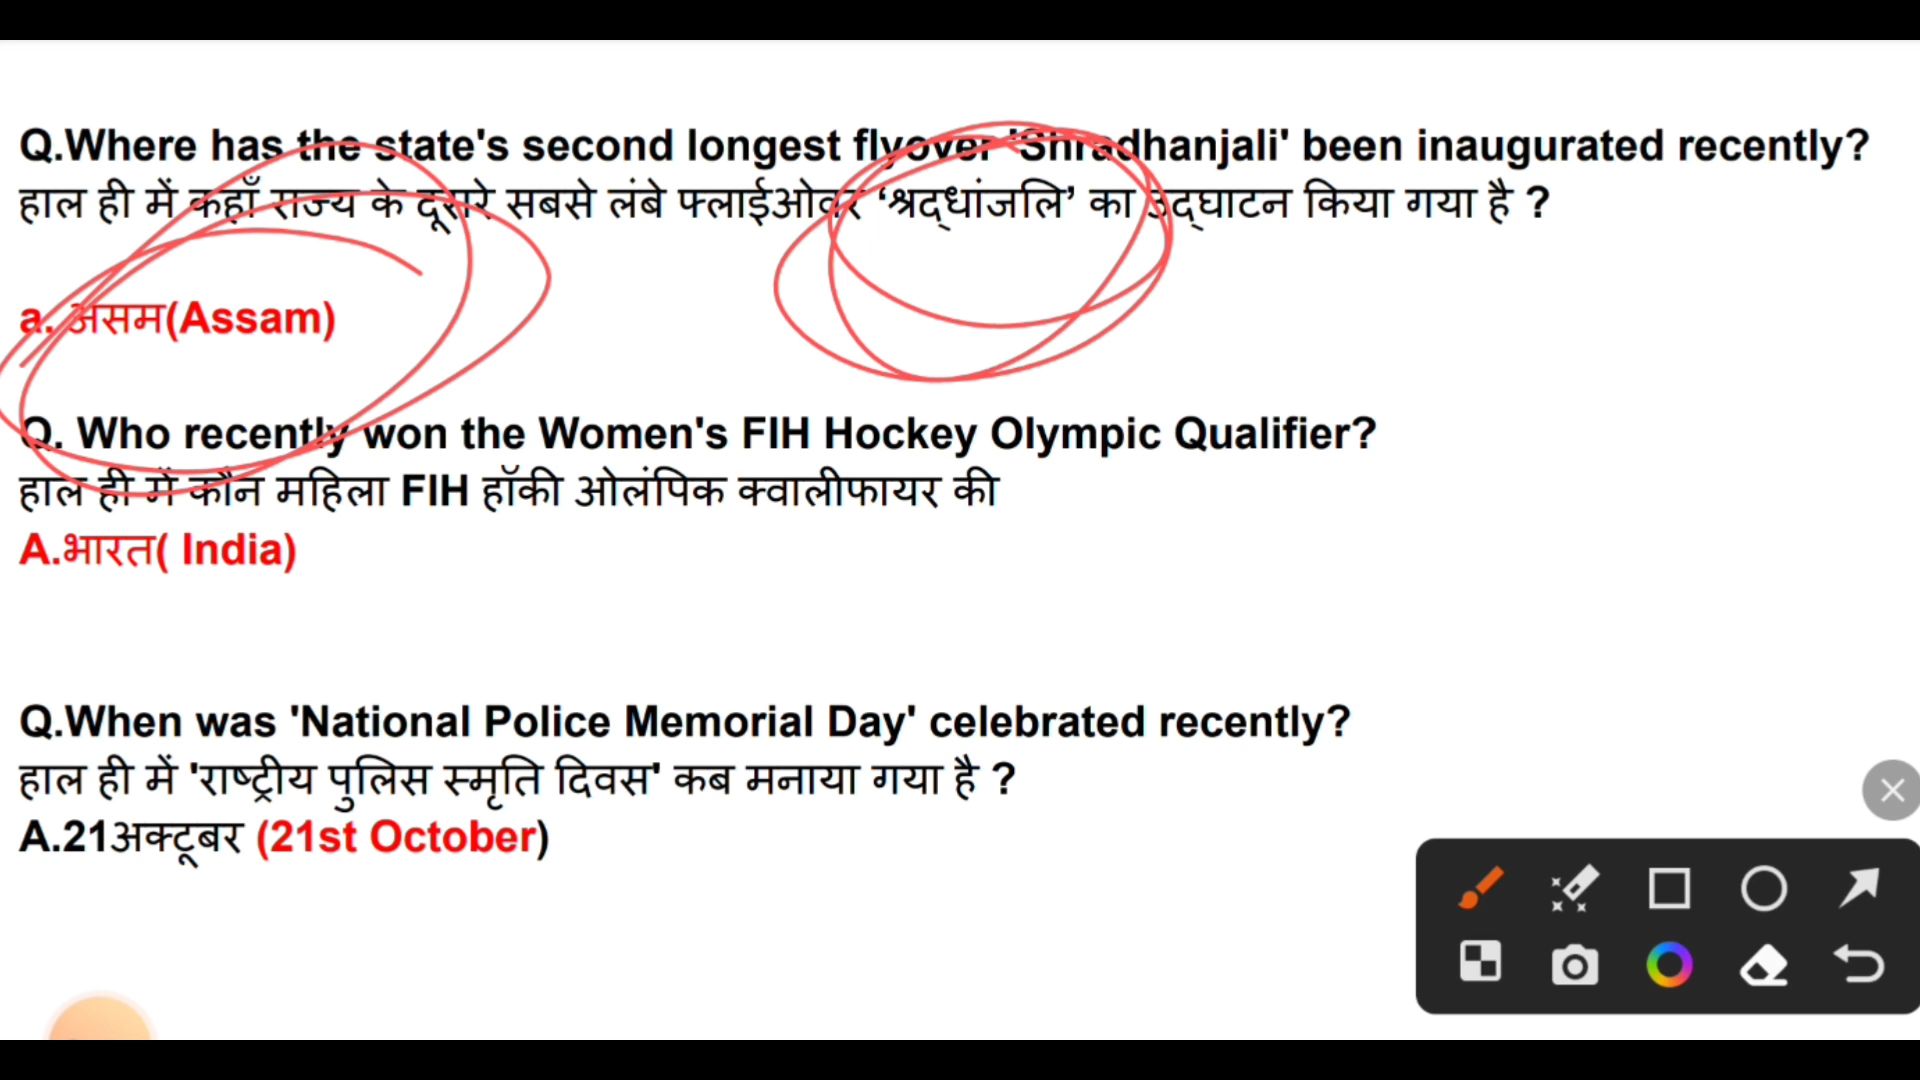 Q.Where has the state's second longest flyover 'Shradhanjali' been inaugurated recently?
हाल ही में कहाँ राज्य के दूसरे सबसे लंबे फ्लाईओवर ‘श्रद्धांजलि’ का उद्घाटन किया गया है ?
a. असम(Assam)
Q. Who recently won the Women's FIH Hockey Olympic Qualifier?
हाल ही में कौन महिला FIH हॉकी ओलंपिक क्वालीफायर की
A.भारत( India)
Q.When was 'National Police Memorial Day' celebrated recently?
हाल ही में 'राष्ट्रीय पुलिस स्मृति दिवस' कब मनाया गया है ?
A.21अक्टूबर (21st October)